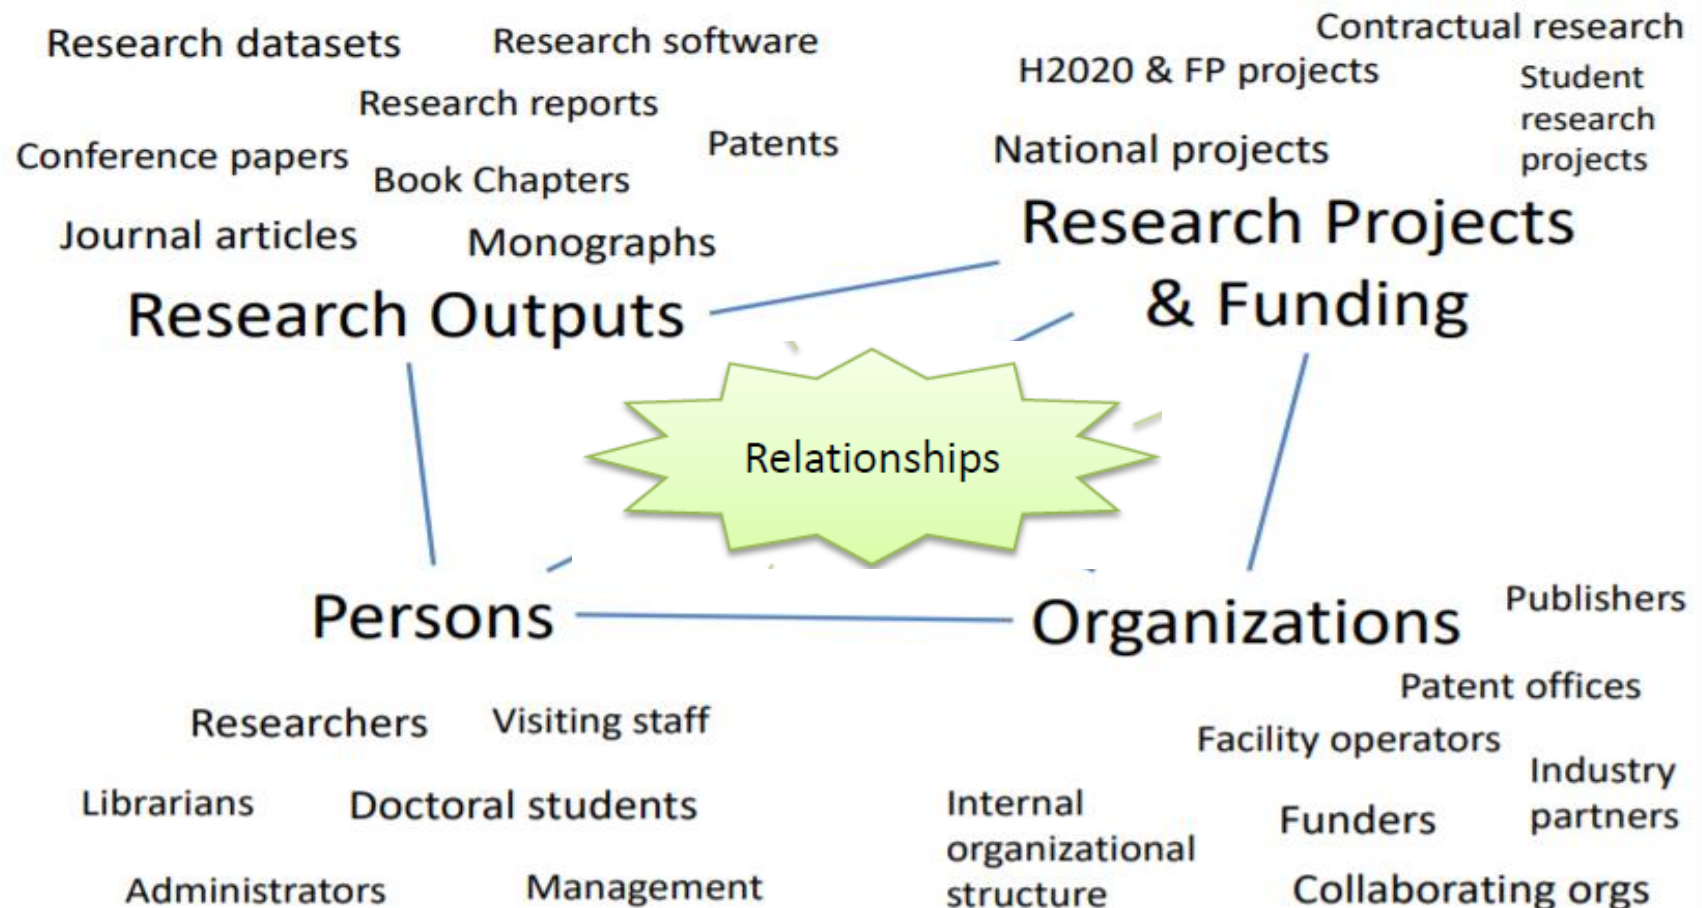 Research datasets
Research software
Research reports
Conference papers
Patents
Book Chapters
Journal articles
Monographs
Research Outputs
Contractual research
H2020 & FP projects
Student
research
projects
National projects
Research Projects
& Funding
Relationships
Persons
Researchers
Visiting staff
Librarians
Doctoral students
Administrators
Management
Organizations
Publishers
Patent offices
Facility operators
Industry
partners
Internal
organizational
structure
Funders
Collaborating orgs